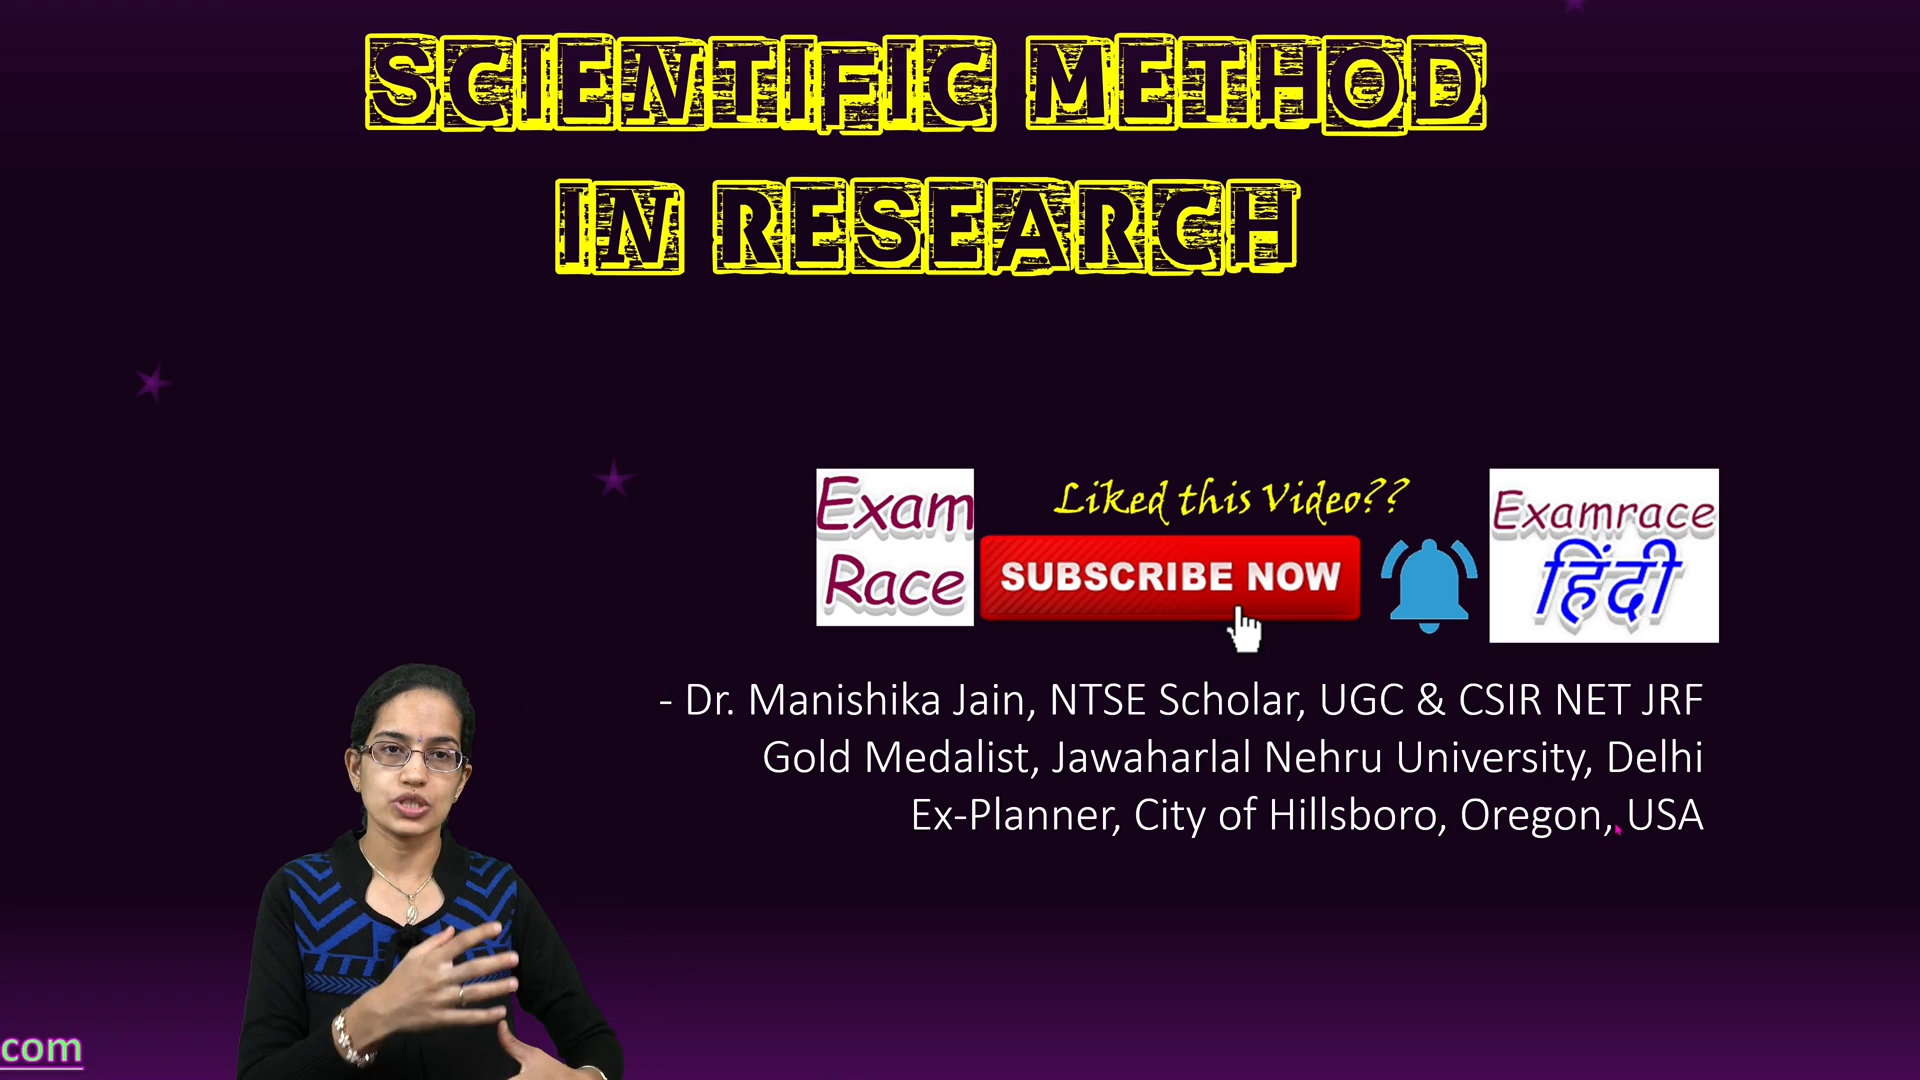 SCIENTIFIC METHOD
IN RESEARCH
Liked this Video??
Exam
Race
SUBSCRIBE NOW
Examrace
हिंदी
- Dr. Manishika Jain, NTSE Scholar, UGC & CSIR NET JRF
Gold Medalist, Jawaharlal Nehru University, Delhi
Ex-Planner, City of Hillsboro, Oregon, USA
com